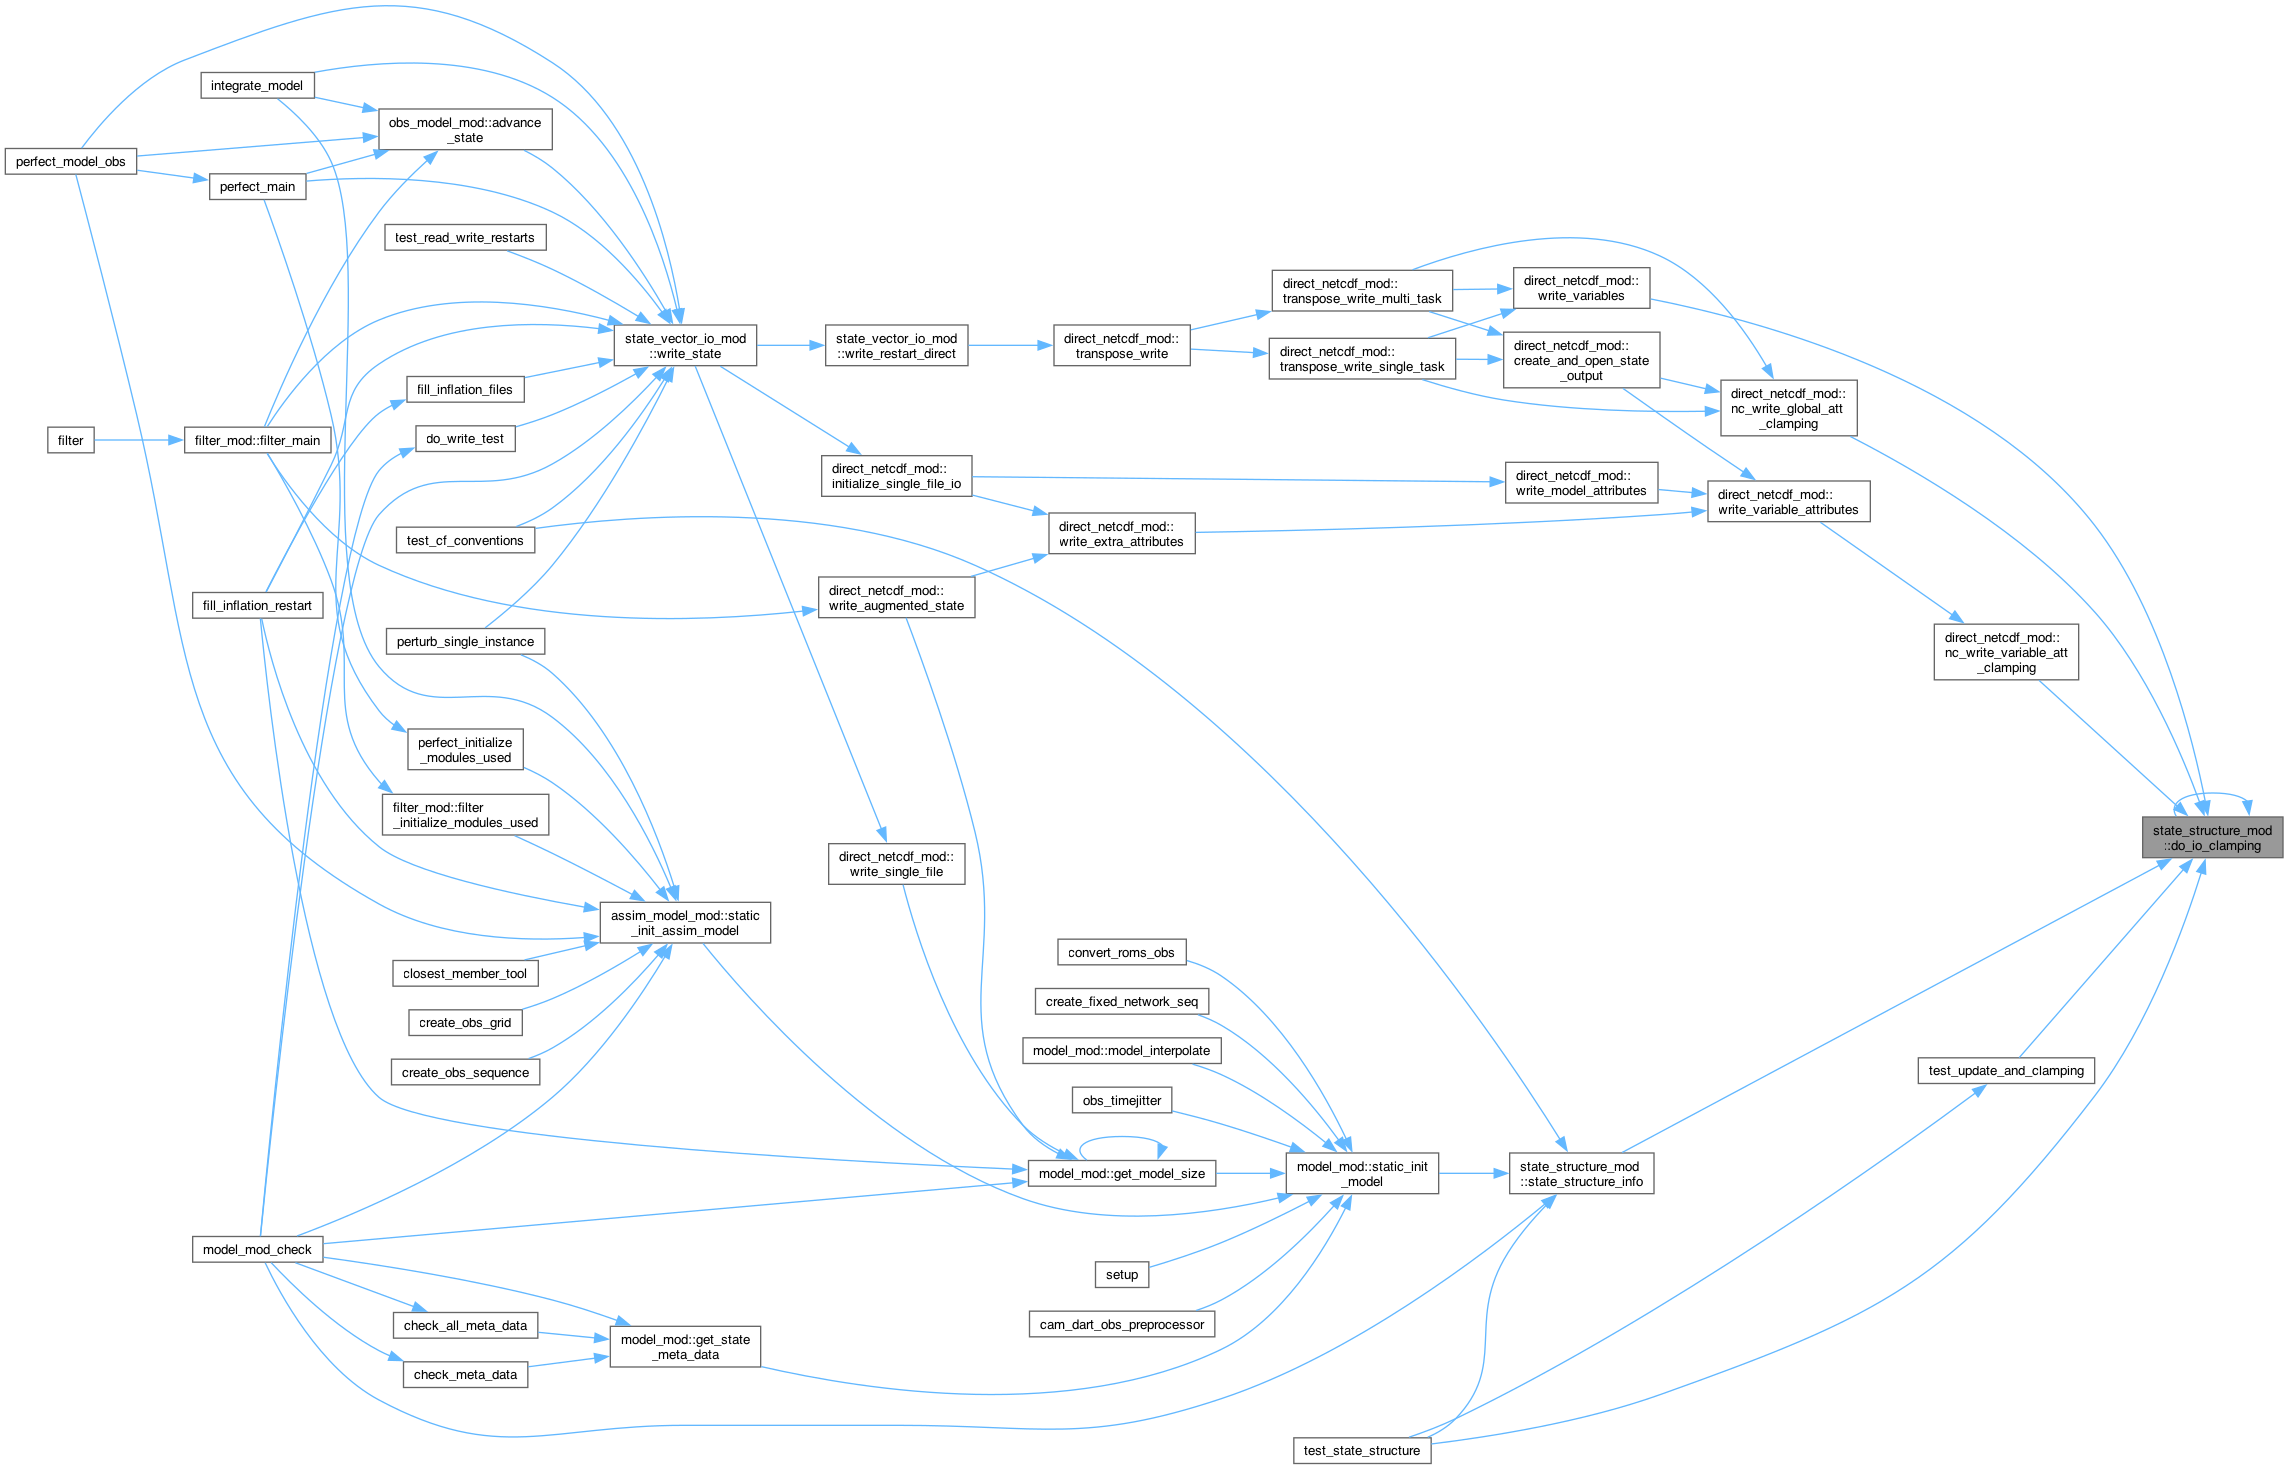 integrate_model
obs_model_mod::advance
_state
perfect_model_obs
perfect_main
test_read_write_restarts
state_vector_io_mod
::write_state
fill_inflation_files
do_write_test
filter
filter_mod::filter_main
test_cf_conventions
fill_inflation_restart
perturb_single_instance
perfect_initialize
_modules_used
filter_mod::filter
_initialize_modules_used
assim_model_mod::static
_init_assim_model
closest_member_tool
create_obs_grid
create_obs_sequence
model_mod_check
check_all_meta_data
check_meta_data
model_mod::get_state
_meta_data
state_vector_io_mod
::write_restart_direct
direct_netcdf_mod::
initialize_single_file_io
direct_netcdf_mod::
write_augmented_state
direct_netcdf_mod::
write_single_file
direct_netcdf_mod::
transpose_write
direct_netcdf_mod::
write_extra_attributes
convert_roms_obs
create_fixed_network_seq
model_mod::model_interpolate
obs_timejitter
model_mod::get_model_size
setup
cam_dart_obs_preprocessor
direct_netcdf_mod::
transpose_write_multi_task
direct_netcdf_mod::
transpose_write_single_task
model_mod::static_init
_model
test_state_structure
direct_netcdf_mod::
write_variables
direct_netcdf_mod::
create_and_open_state
_output
direct_netcdf_mod::
write_model_attributes
state_structure_mod
::state_structure_info
direct_netcdf_mod::
nc_write_global_att
_clamping
direct_netcdf_mod::
write_variable_attributes
direct_netcdf_mod::
nc_write_variable_att
_clamping
test_update_and_clamping
state_structure_mod
::do_io_clamping